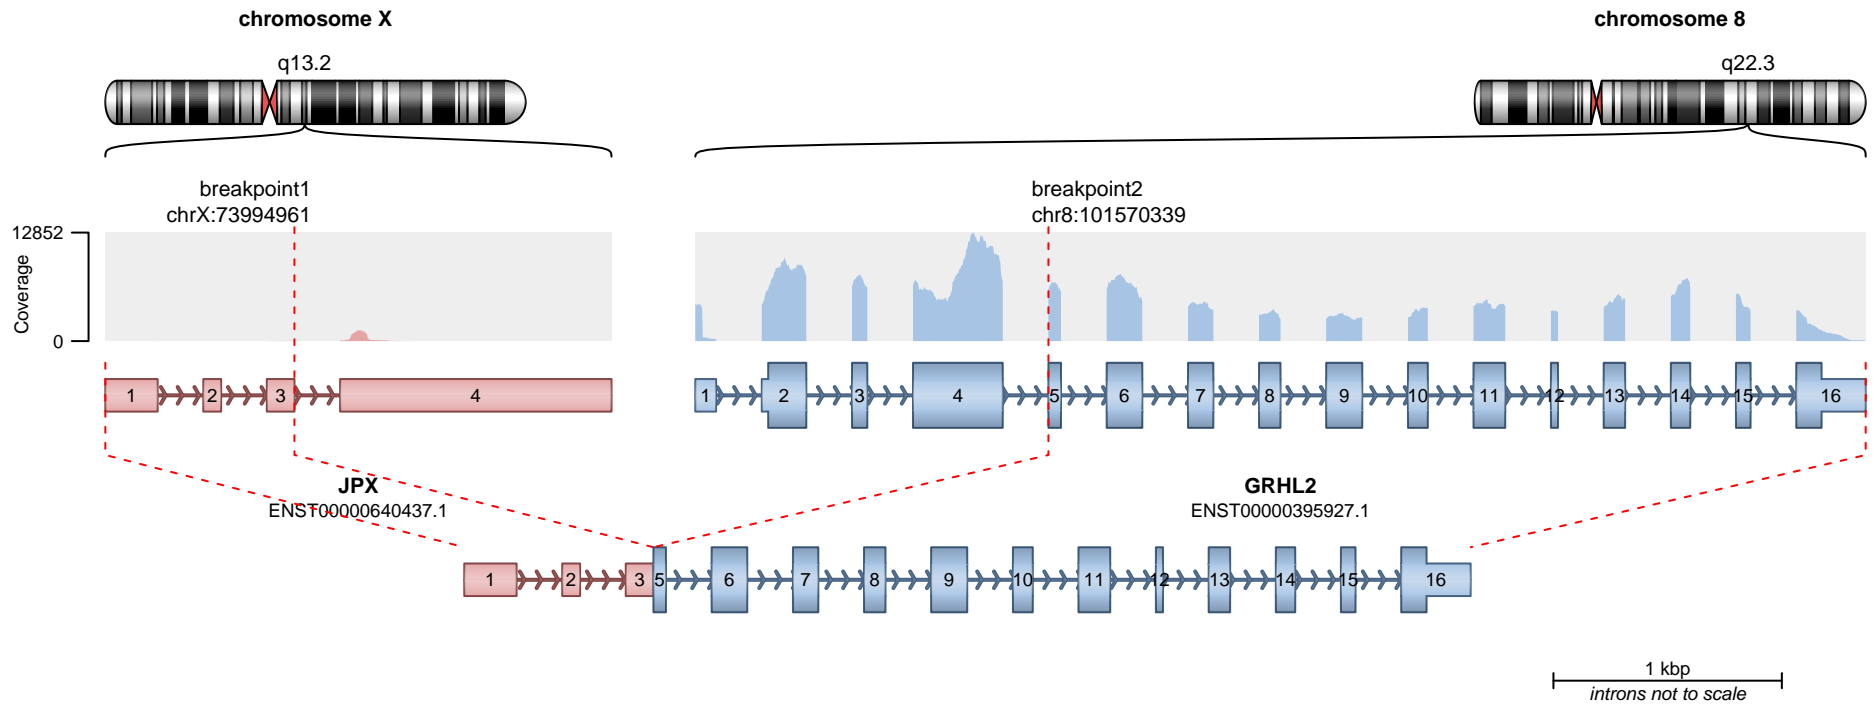 chromosome X
chromosome 8
q13.2
q22.3
breakpoint1
chrX:73994961
breakpoint2
chr8:101570339
12852
Coverage
0
1 2 3 4
1 2 3 4 5 6 7 8 9 10 11 12 13 14 15 16
JPX
ENST00000640437.1
GRHL2
ENST00000395927.1
1 2 3 5 6 7 8 9 10 11 12 13 14 15 16
1 kbp
introns not to scale